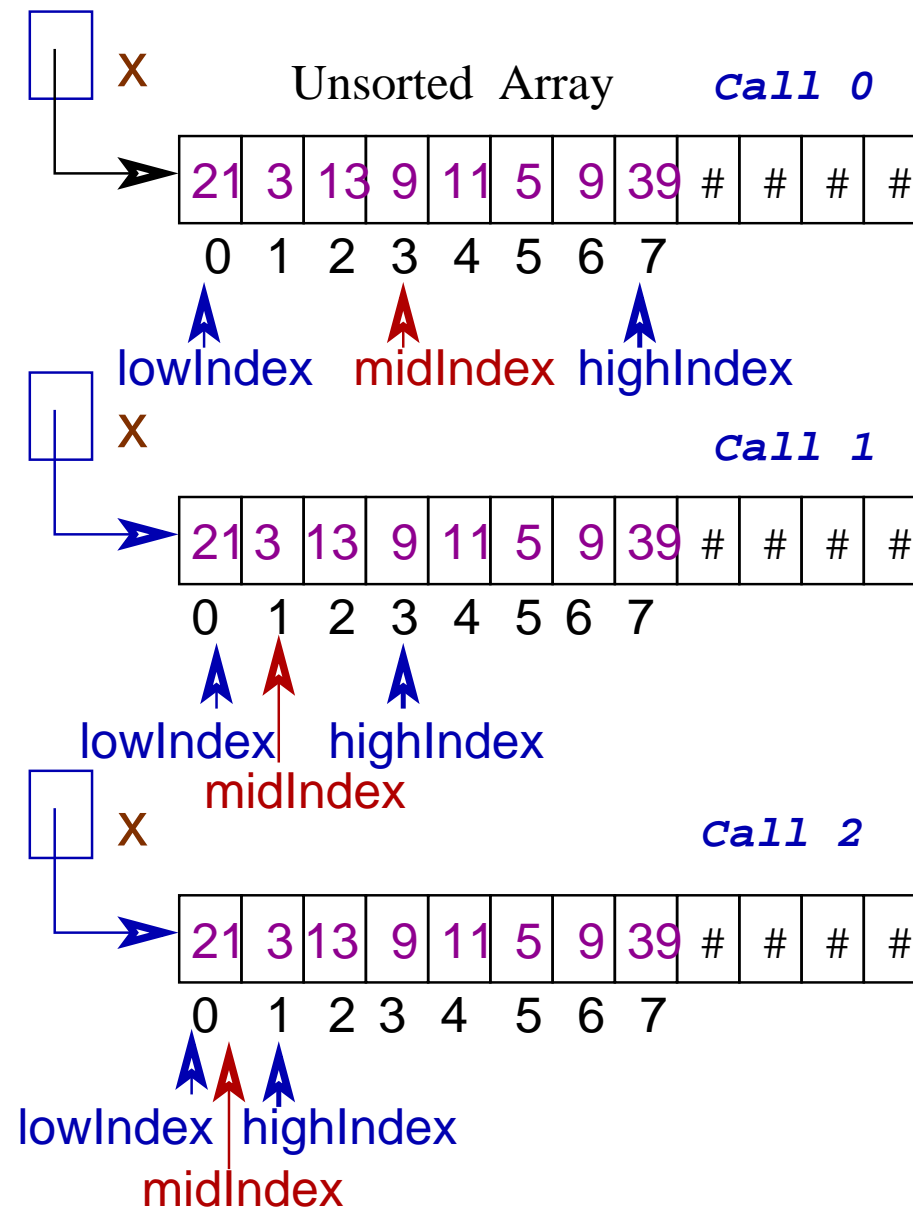 x Unsorted Array Call 0
21 3 13 9 11 5 9 39 # # # #
0 1 2 3 4 5 6 7
lowIndex midIndex highIndex
x Call 1
21 3 13 9 11 5 9 39 # # # #
0 1 2 3 4 5 6 7
lowIndex highIndex
midIndex
x Call 2
21 3 13 9 11 5 9 39 # # # #
0 1 2 3 4 5 6 7
lowIndex highIndex
midIndex